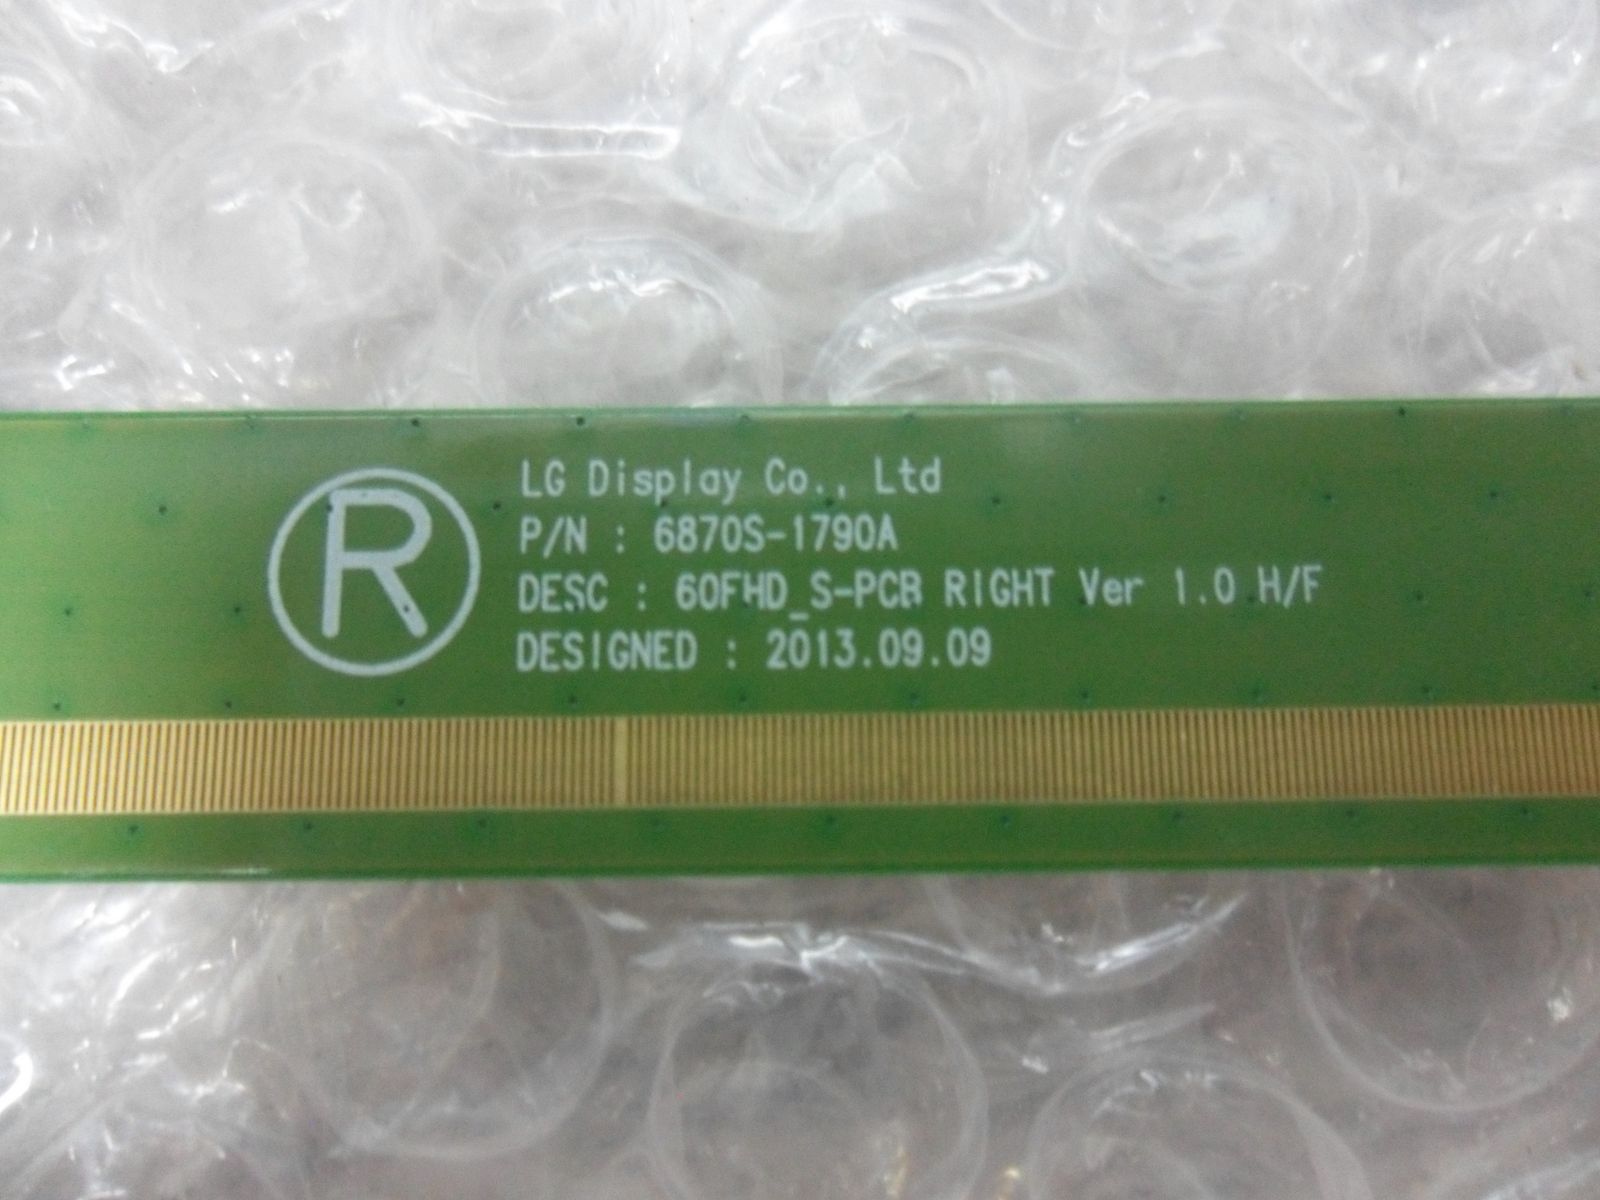 R
LG Display Co., Ltd
P/N : 6870S-1790A
DESC : 60FHD_S-PCB RIGHT Ver 1.0 H/F
DESIGNED : 2013.09.09